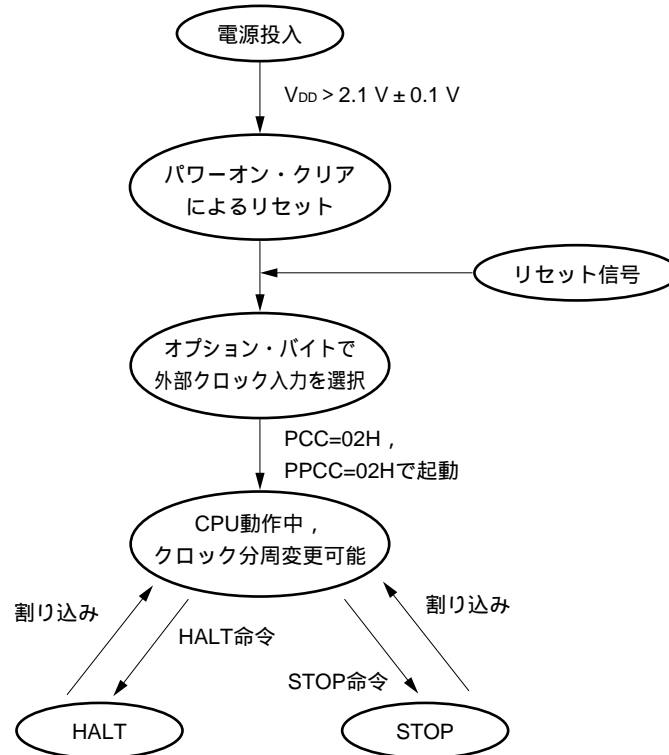 電源投入
VDD > 2.1 V ± 0.1 V
パワーオン・クリア
によるリセット
リセット信号
オプション・バイトで
外部クロック入力を選択
PCC=02H，
PPCC=02Hで起動
CPU動作中，
クロック分周変更可能
割り込み
HALT命令
割り込み
STOP命令
HALT
STOP